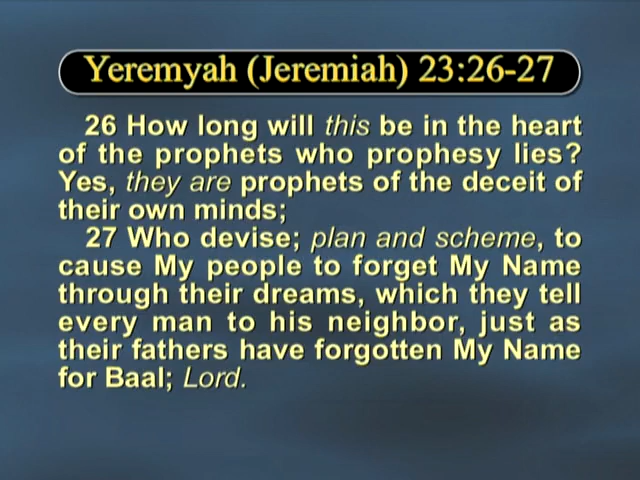 Yeremyah (Jeremiah) 23:26-27
26 How long will this be in the heart
of the prophets who prophesy lies?
Yes, they are prophets of the deceit of
their own minds;
27 Who devise; plan and scheme, to
cause My people to forget My Name
through their dreams, which they tell
every man to his neighbor, just as
their fathers have forgotten My Name
for Baal; Lord.